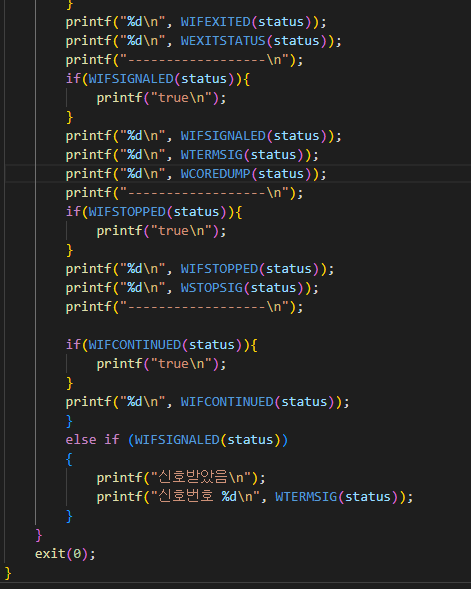 }
printf("%d\n", WIFEXITED(status));
printf("%d\n", WEXITSTATUS(status));
printf("------------------\n");
if(WIFSIGNALED(status)){
printf("true\n");
}
printf("%d\n", WIFSIGNALED(status));
printf("%d\n", WTERMSIG(status));
printf("%d\n", WCOREDUMP(status));
printf("------------------\n");
if(WIFSTOPPED(status)){
printf("true\n");
}
printf("%d\n", WIFSTOPPED(status));
printf("%d\n", WSTOPSIG(status));
printf("------------------\n");
if(WIFCONTINUED(status)){
printf("true\n");
}
printf("%d\n", WIFCONTINUED(status));
}
else if (WIFSIGNALED(status))
{
printf("신호받았음\n");
printf("신호번호 %d\n", WTERMSIG(status));
}
}
exit(0);
}